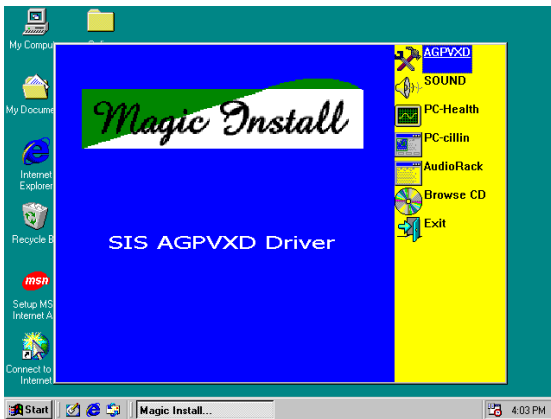 My Compu
My Docume
Internet
Explorer
Recycle B
msn
Setup MS
Internet A
Connect to
Internet
Magic Install
SIS AGPVXD Driver
AGPVXD
SOUND
PC-Health
PC-cillin
AudioRack
Browse CD
Exit
Start
Magic Install...
4:03 PM